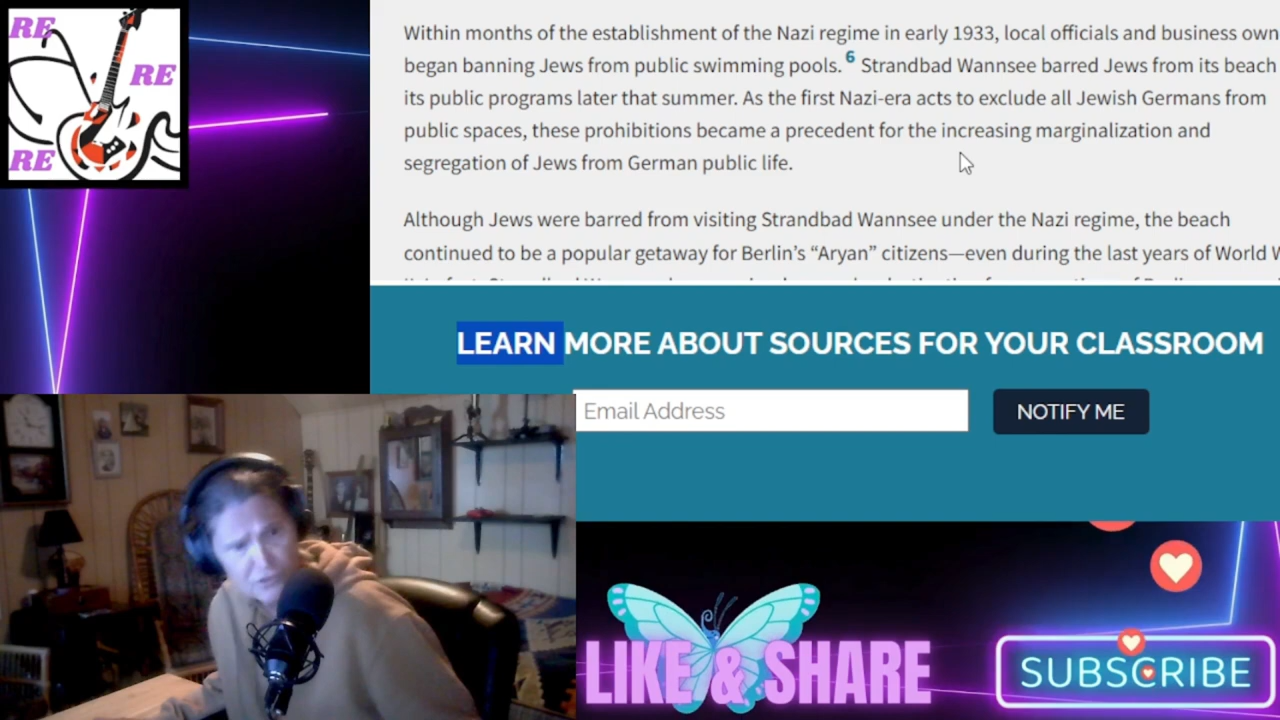 RE
RE
RE
Within months of the establishment of the Nazi regime in early 1933, local officials and business own
began banning Jews from public swimming pools. 6 Strandbad Wannsee barred Jews from its beach
its public programs later that summer. As the first Nazi-era acts to exclude all Jewish Germans from
public spaces, these prohibitions became a precedent for the increasing marginalization and
segregation of Jews from German public life.
Although Jews were barred from visiting Strandbad Wannsee under the Nazi regime, the beach
continued to be a popular getaway for Berlin's “Aryan” citizens—even during the last years of World W
LEARN MORE ABOUT SOURCES FOR YOUR CLASSROOM
Email Address
NOTIFY ME
LIKE & SHARE
SUBSCRIBE